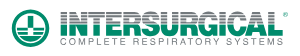 INTERSURGICAL®
COMPLETE RESPIRATORY SYSTEMS